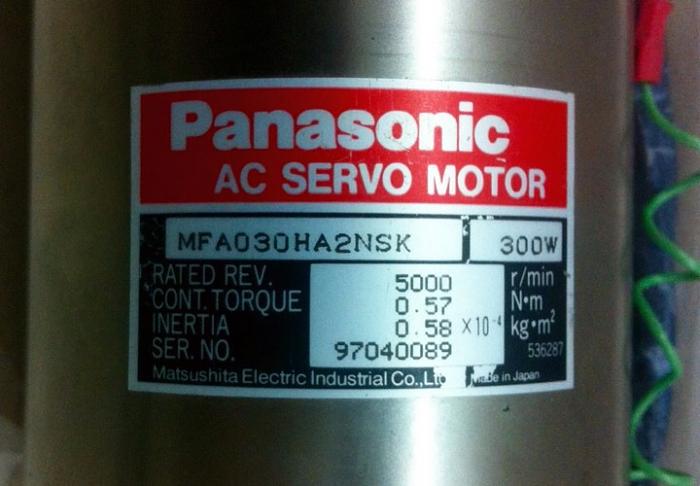 Panasonic
AC SERVO MOTOR
MFA030HA2NSK 300W
RATED REV. 5000 r/min
CONT.TORQUE 0.57 N•m
INERTIA 0.58 ×10⁻⁴ kg•m²
SER. NO. 97040089 536287
Matsushita Electric Industrial Co.,Ltd Made in Japan